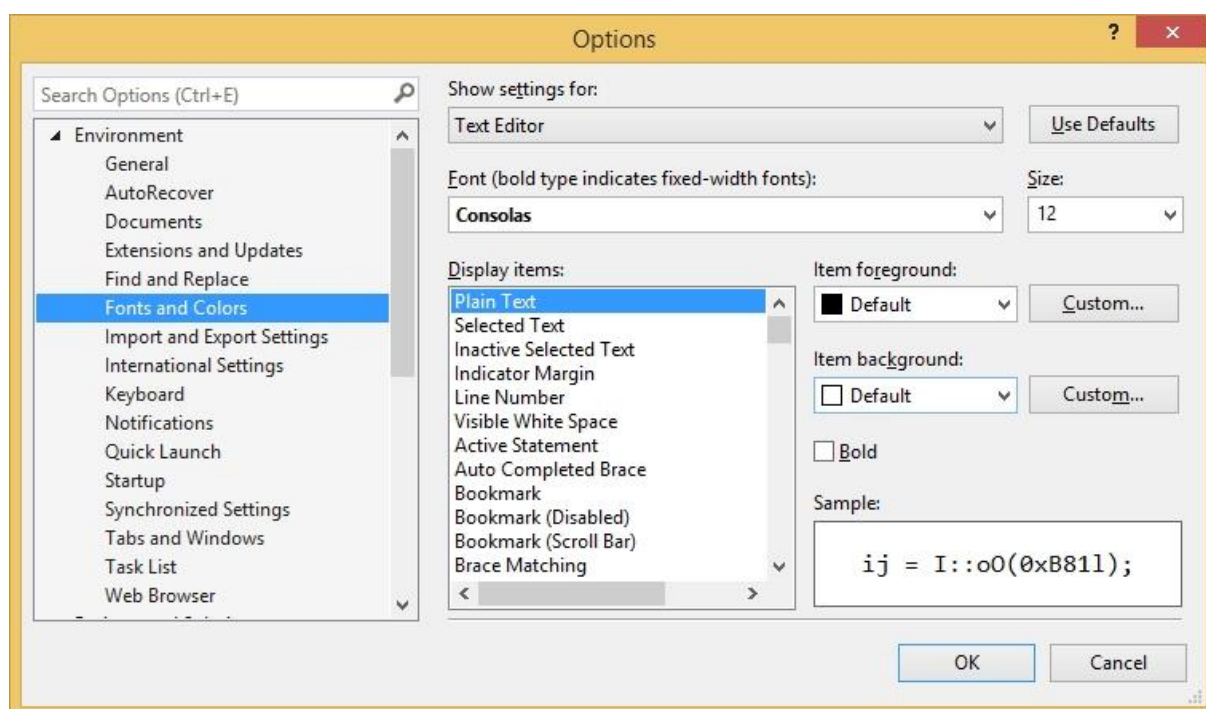 Options
?
Search Options (Ctrl+E)
Environment
General
AutoRecover
Documents
Extensions and Updates
Find and Replace
Fonts and Colors
Import and Export Settings
International Settings
Keyboard
Notifications
Quick Launch
Startup
Synchronized Settings
Tabs and Windows
Task List
Web Browser
Show settings for:
Text Editor
Use Defaults
Font (bold type indicates fixed-width fonts):
Size:
Consolas
12
Display items:
Plain Text
Selected Text
Inactive Selected Text
Indicator Margin
Line Number
Visible White Space
Active Statement
Auto Completed Brace
Bookmark
Bookmark (Disabled)
Bookmark (Scroll Bar)
Brace Matching
Item foreground:
Default
Custom...
Item background:
Default
Custom...
Bold
Sample:
ij = I::oO(0xB81l);
OK
Cancel